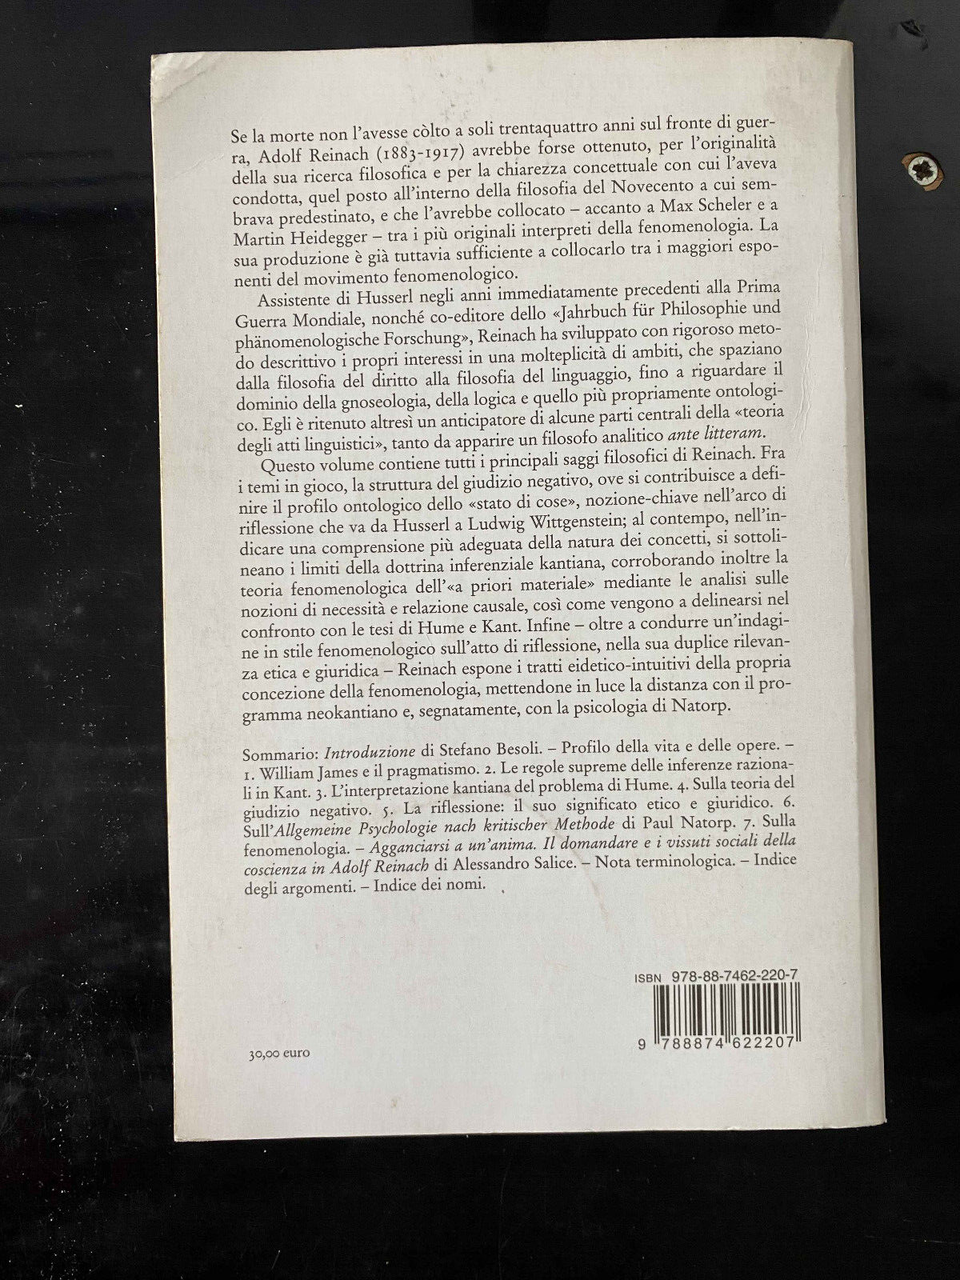 Se la morte non l'avesse còlto a soli trentaquattro anni sul fronte di guer-
ra, Adolf Reinach (1883-1917) avrebbe forse ottenuto, per l'originalità
della sua ricerca filosofica e per la chiarezza concettuale con cui l'aveva
condotta, quel posto all'interno della filosofia del Novecento a cui sem-
brava predestinato, e che l'avrebbe collocato – accanto a Max Scheler e a
Martin Heidegger – tra i più originali interpreti della fenomenologia. La
sua produzione è già tuttavia sufficiente a collocarlo tra i maggiori espo-
nenti del movimento fenomenologico.
Assistente di Husserl negli anni immediatamente precedenti alla Prima
Guerra Mondiale, nonché co-editore dello «Jahrbuch für Philosophie und
phänomenologische Forschung», Reinach ha sviluppato con rigoroso meto-
do descrittivo i propri interessi in una molteplicità di ambiti, che spaziano
dalla filosofia del diritto alla filosofia del linguaggio, fino a riguardare il
dominio della gnoseologia, della logica e quello più propriamente ontologi-
co. Egli è ritenuto altresì un anticipatore di alcune parti centrali della «teoria
degli atti linguistici», tanto da apparire un filosofo analitico ante litteram.
Questo volume contiene tutti i principali saggi filosofici di Reinach. Fra
i temi in gioco, la struttura del giudizio negativo, ove si contribuisce a defi-
nire il profilo ontologico dello «stato di cose», nozione-chiave nell'arco di
riflessione che va da Husserl a Ludwig Wittgenstein; al contempo, nell'in-
dicare una comprensione più adeguata della natura dei concetti, si sottoli-
neano i limiti della dottrina inferenziale kantiana, corroborando inoltre la
teoria fenomenologica dell'«a priori materiale» mediante le analisi sulle
nozioni di necessità e relazione causale, così come vengono a delinearsi nel
confronto con le tesi di Hume e Kant. Infine – oltre a condurre un'indagi-
ne in stile fenomenologico sull'atto di riflessione, nella sua duplice rilevan-
za etica e giuridica – Reinach espone i tratti eidetico-intuitivi della propria
concezione della fenomenologia, mettendone in luce la distanza con il pro-
gramma neokantiano e, segnatamente, con la psicologia di Natorp.
Sommario: Introduzione di Stefano Besoli. – Profilo della vita e delle opere. –
1. William James e il pragmatismo. 2. Le regole supreme delle inferenze raziona-
li in Kant. 3. L'interpretazione kantiana del problema di Hume. 4. Sulla teoria del
giudizio negativo. 5. La riflessione: il suo significato etico e giuridico. 6.
Sull'Allgemeine Psychologie nach kritischer Methode di Paul Natorp. 7. Sulla
fenomenologia. – Agganciarsi a un'anima. Il domandare e i vissuti sociali della
coscienza in Adolf Reinach di Alessandro Salice. – Nota terminologica. – Indice
degli argomenti. – Indice dei nomi.
ISBN 978-88-7462-220-7
9 788874 622207
30,00 euro